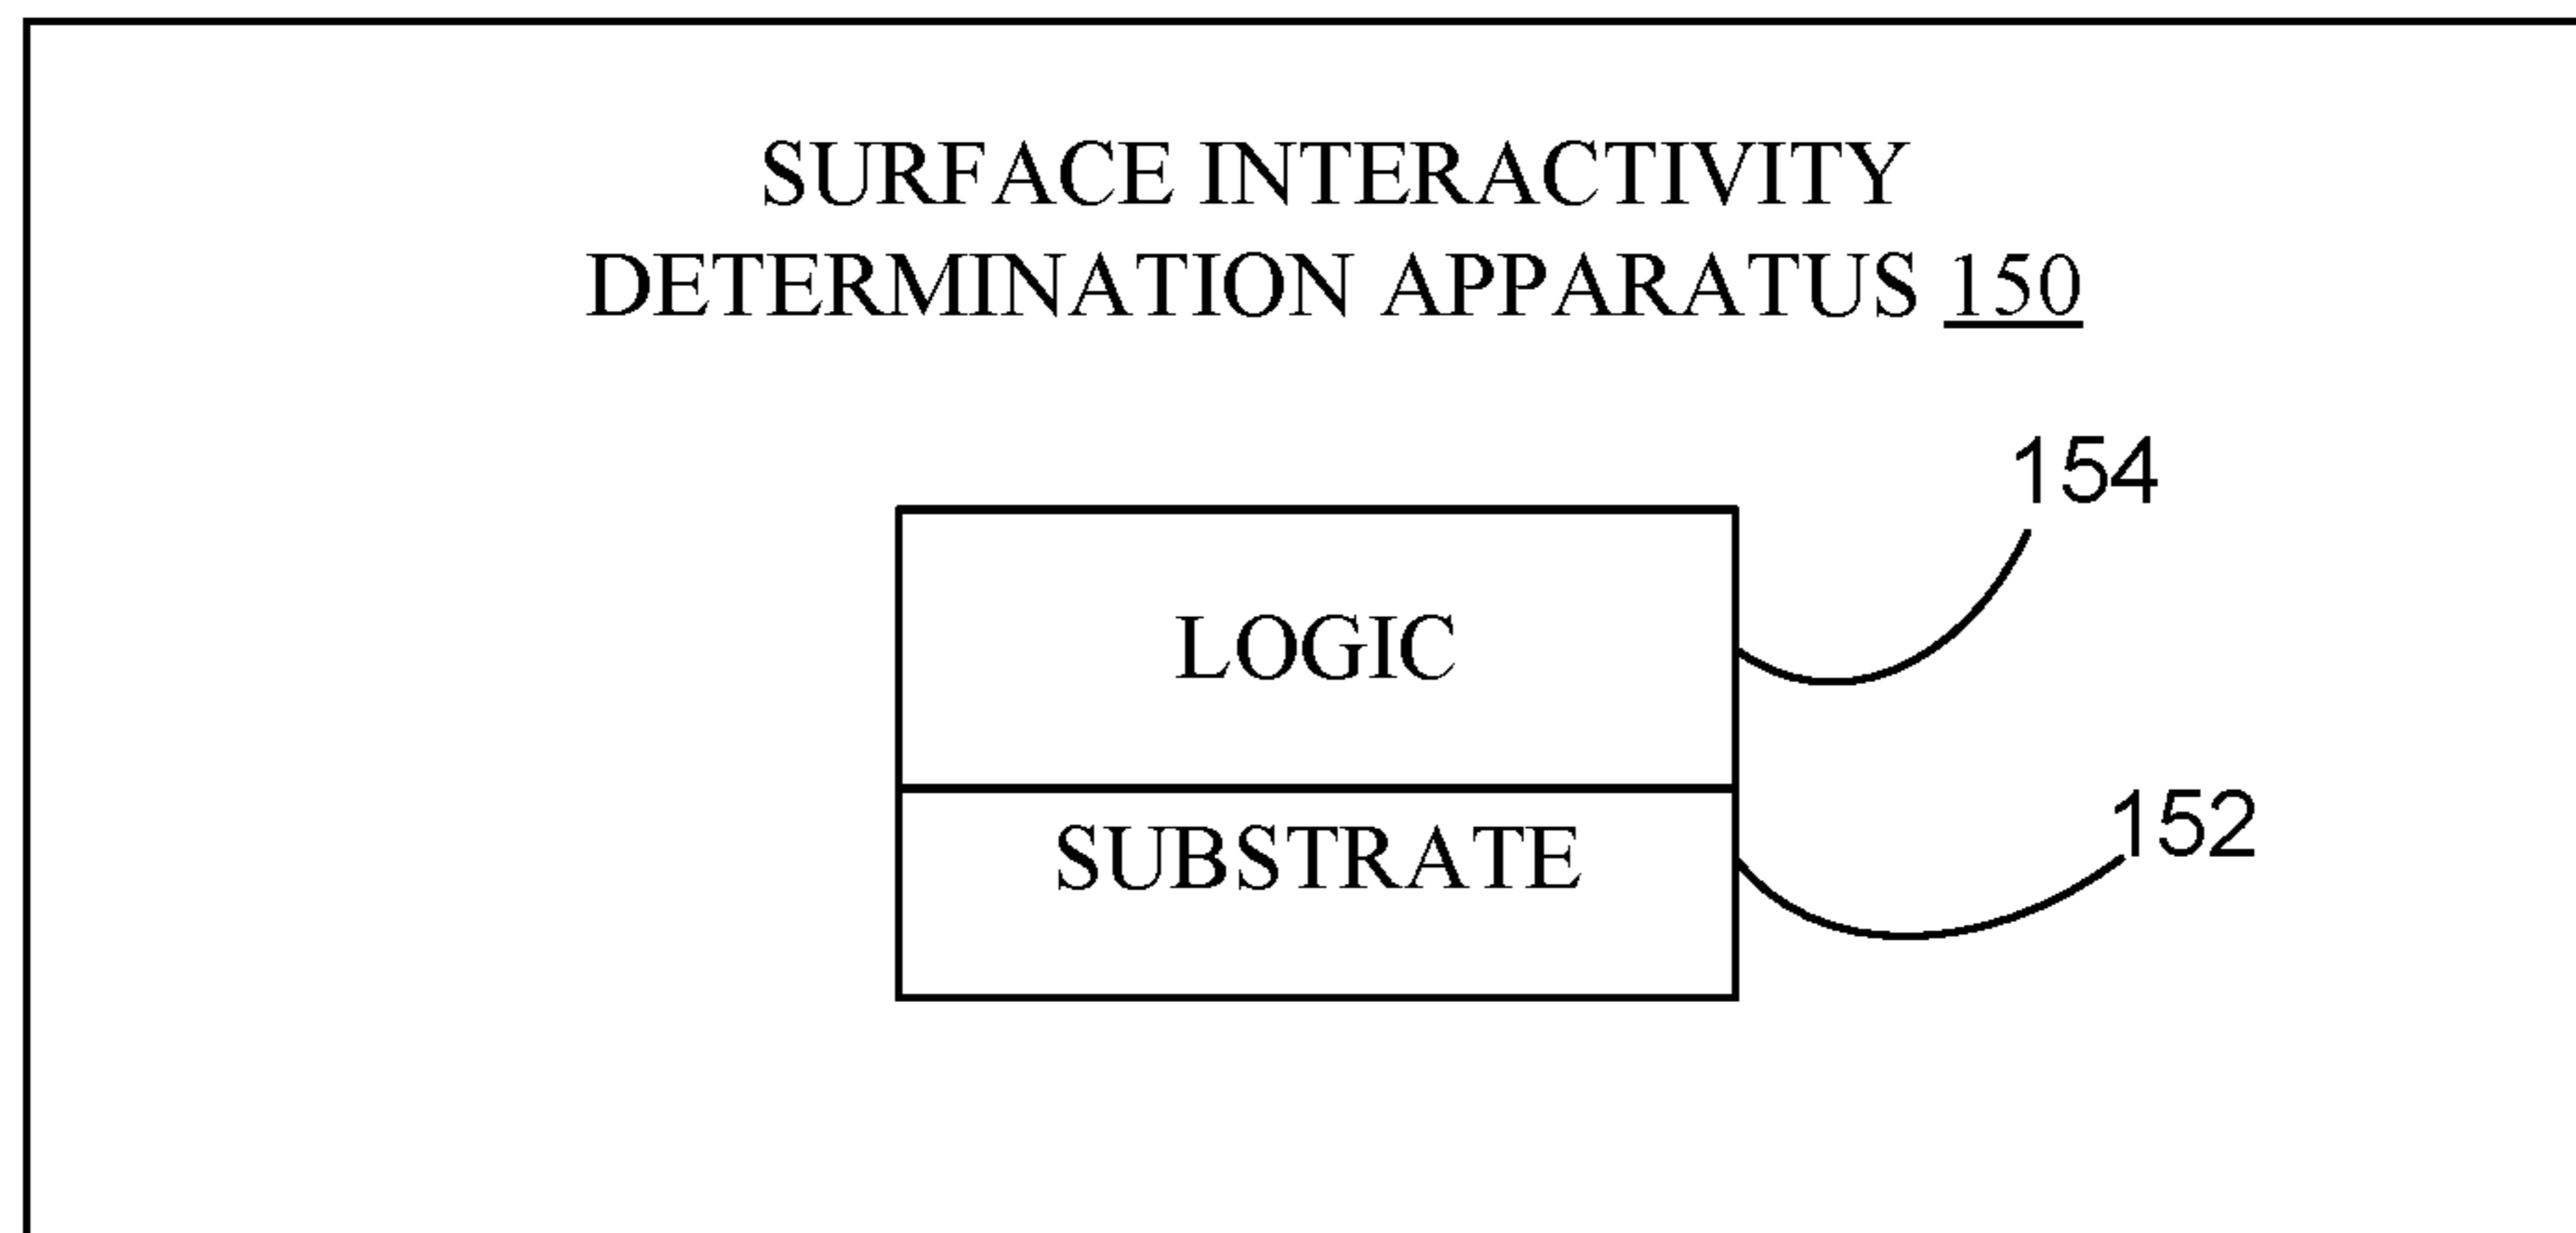 SURFACE INTERACTIVITY
DETERMINATION APPARATUS 150
154
LOGIC
152
SUBSTRATE